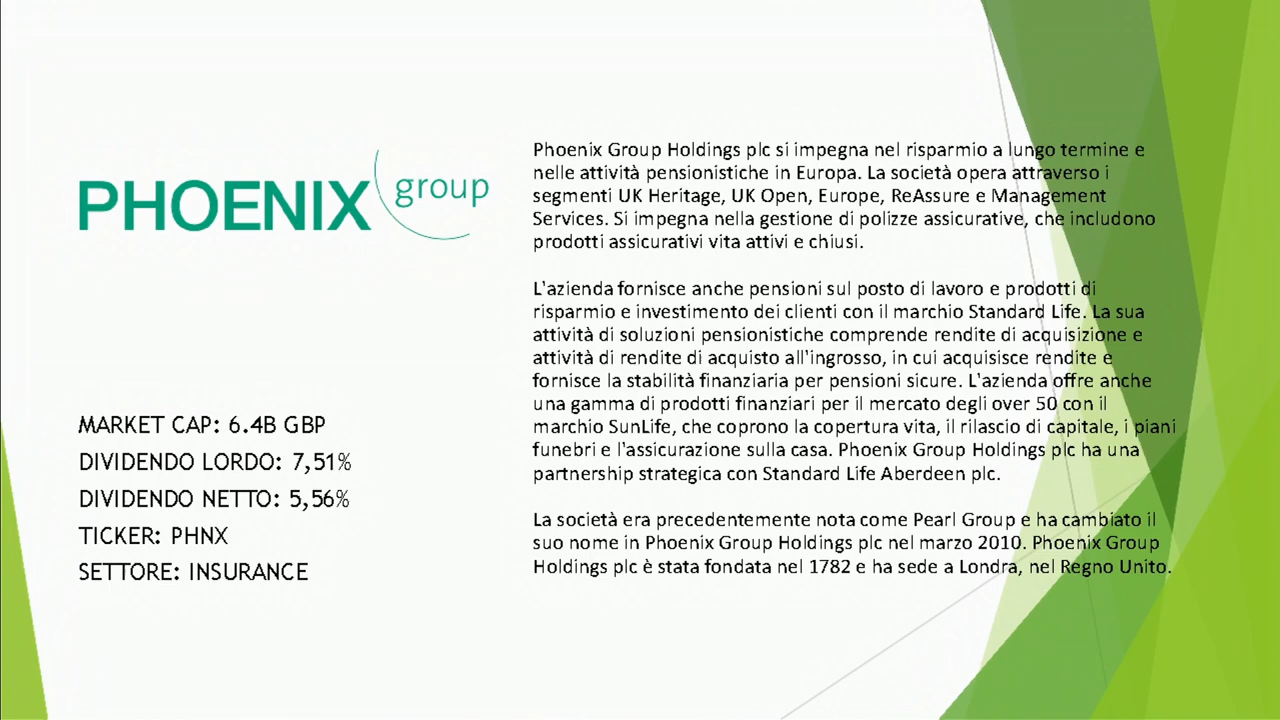 PHOENIX group
MARKET CAP: 6.4B GBP
DIVIDENDO LORDO: 7,51%
DIVIDENDO NETTO: 5,56%
TICKER: PHNX
SETTORE: INSURANCE
Phoenix Group Holdings plc si impegna nel risparmio a lungo termine e
nelle attività pensionistiche in Europa. La società opera attraverso i
segmenti UK Heritage, UK Open, Europe, ReAssure e Management
Services. Si impegna nella gestione di polizze assicurative, che includono
prodotti assicurativi vita attivi e chiusi.
L'azienda fornisce anche pensioni sul posto di lavoro e prodotti di
risparmio e investimento dei clienti con il marchio Standard Life. La sua
attività di soluzioni pensionistiche comprende rendite di acquisizione e
attività di rendite di acquisto all'ingrosso, in cui acquisisce rendite e
fornisce la stabilità finanziaria per pensioni sicure. L'azienda offre anche
una gamma di prodotti finanziari per il mercato degli over 50 con il
marchio SunLife, che coprono la copertura vita, il rilascio di capitale, i piani
funebri e l'assicurazione sulla casa. Phoenix Group Holdings plc ha una
partnership strategica con Standard Life Aberdeen plc.
La società era precedentemente nota come Pearl Group e ha cambiato il
suo nome in Phoenix Group Holdings plc nel marzo 2010. Phoenix Group
Holdings plc è stata fondata nel 1782 e ha sede a Londra, nel Regno Unito.